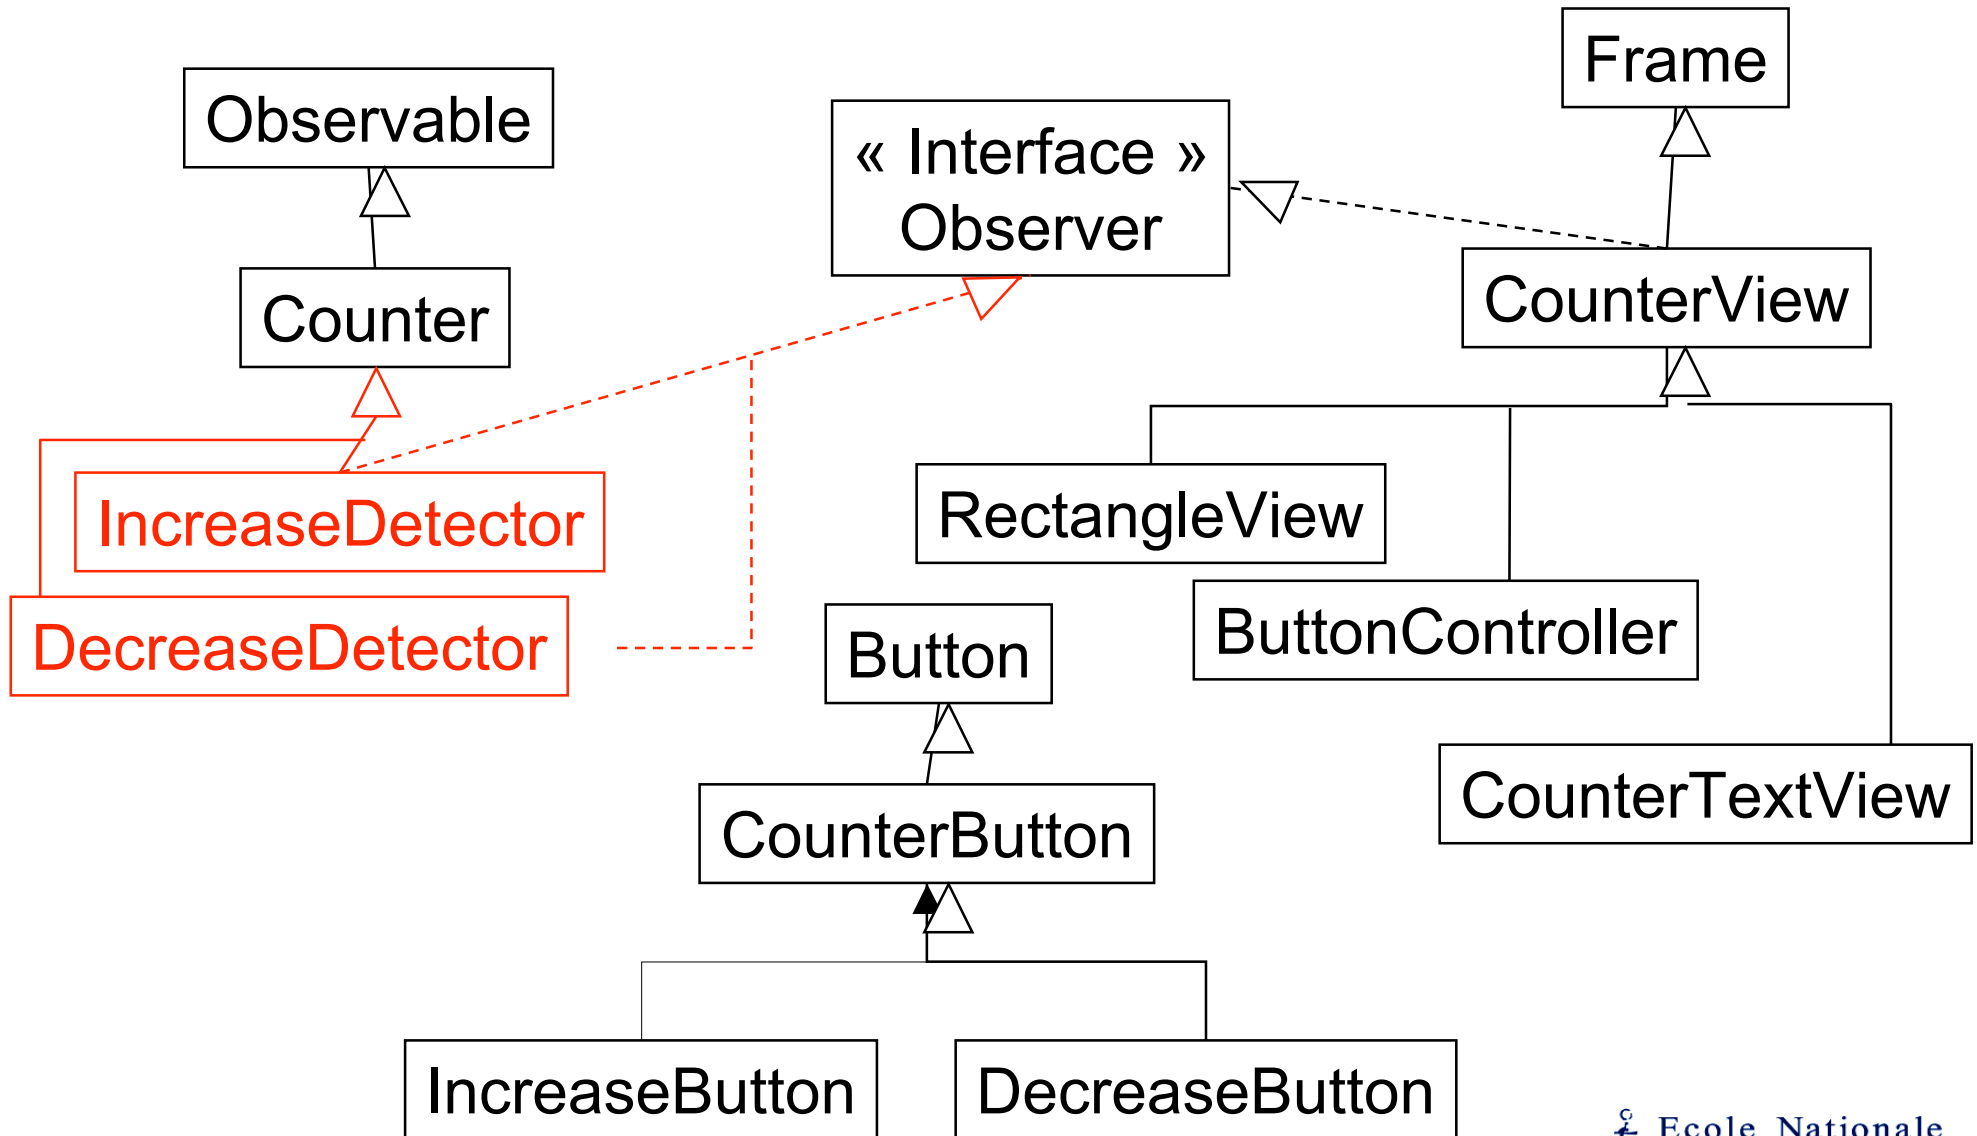 Frame
Observable
« Interface »
Observer
Counter
CounterView
IncreaseDetector
RectangleView
DecreaseDetector
Button
ButtonController
CounterTextView
CounterButton
IncreaseButton
DecreaseButton
Ecole Nationale